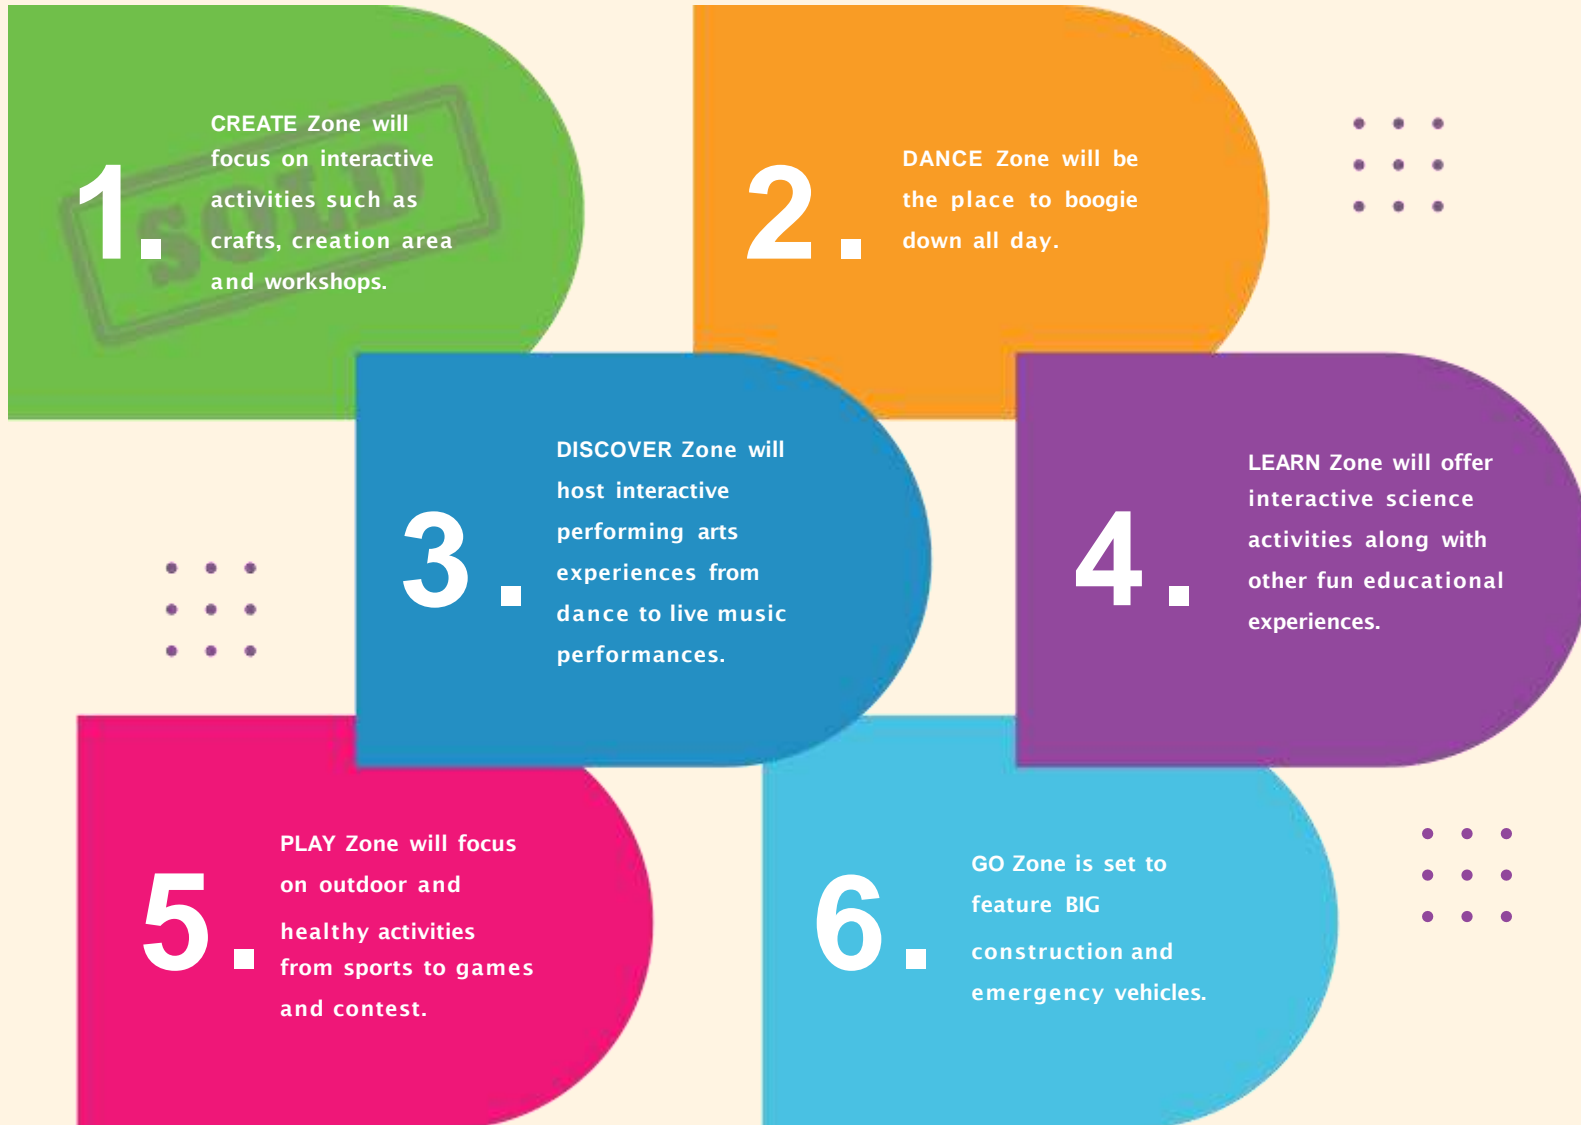 1.
CREATE Zone will
focus on interactive
activities such as
crafts, creation area
and workshops.
SOLD
2.
DANCE Zone will be
the place to boogie
down all day.
3.
DISCOVER Zone will
host interactive
performing arts
experiences from
dance to live music
performances.
4.
LEARN Zone will offer
interactive science
activities along with
other fun educational
experiences.
5.
PLAY Zone will focus
on outdoor and
healthy activities
from sports to games
and contest.
6.
GO Zone is set to
feature BIG
construction and
emergency vehicles.